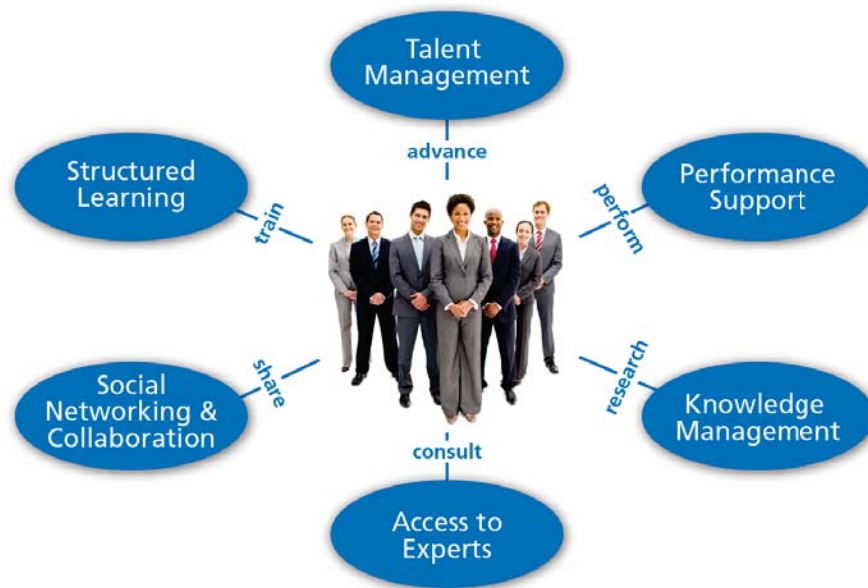 Talent
Management
advance
Structured
Learning
train
perform
Performance
Support
Social
Networking &
Collaboration
share
research
Knowledge
Management
consult
Access to
Experts